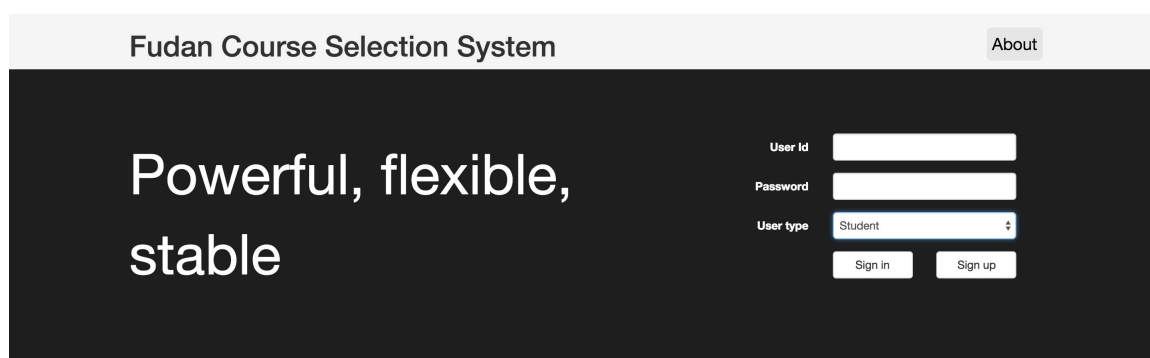 Fudan Course Selection System
About
Powerful, flexible,
stable
User Id
Password
User type
Student
Sign in
Sign up